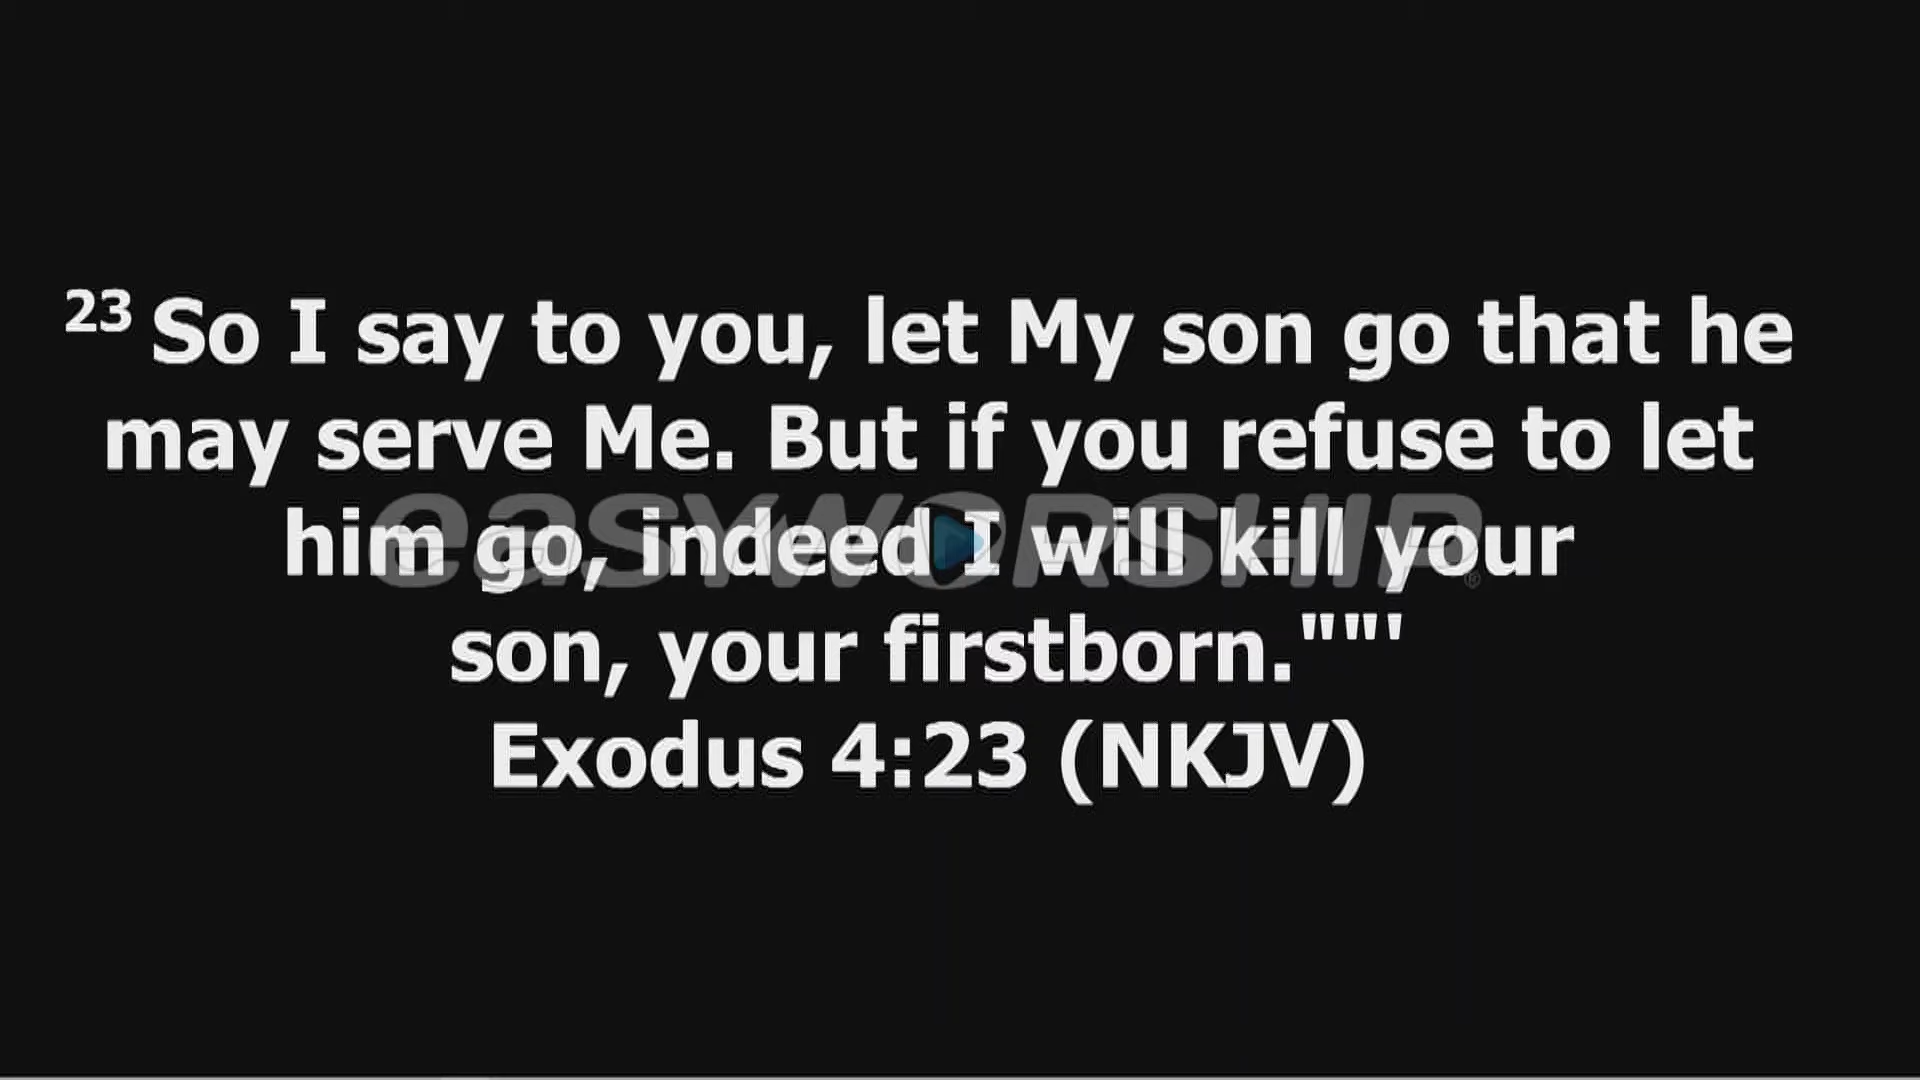 23 So I say to you, let My son go that he
may serve Me. But if you refuse to let
him go, indeed I will kill your
son, your firstborn.""'
Exodus 4:23 (NKJV)
easyworship®